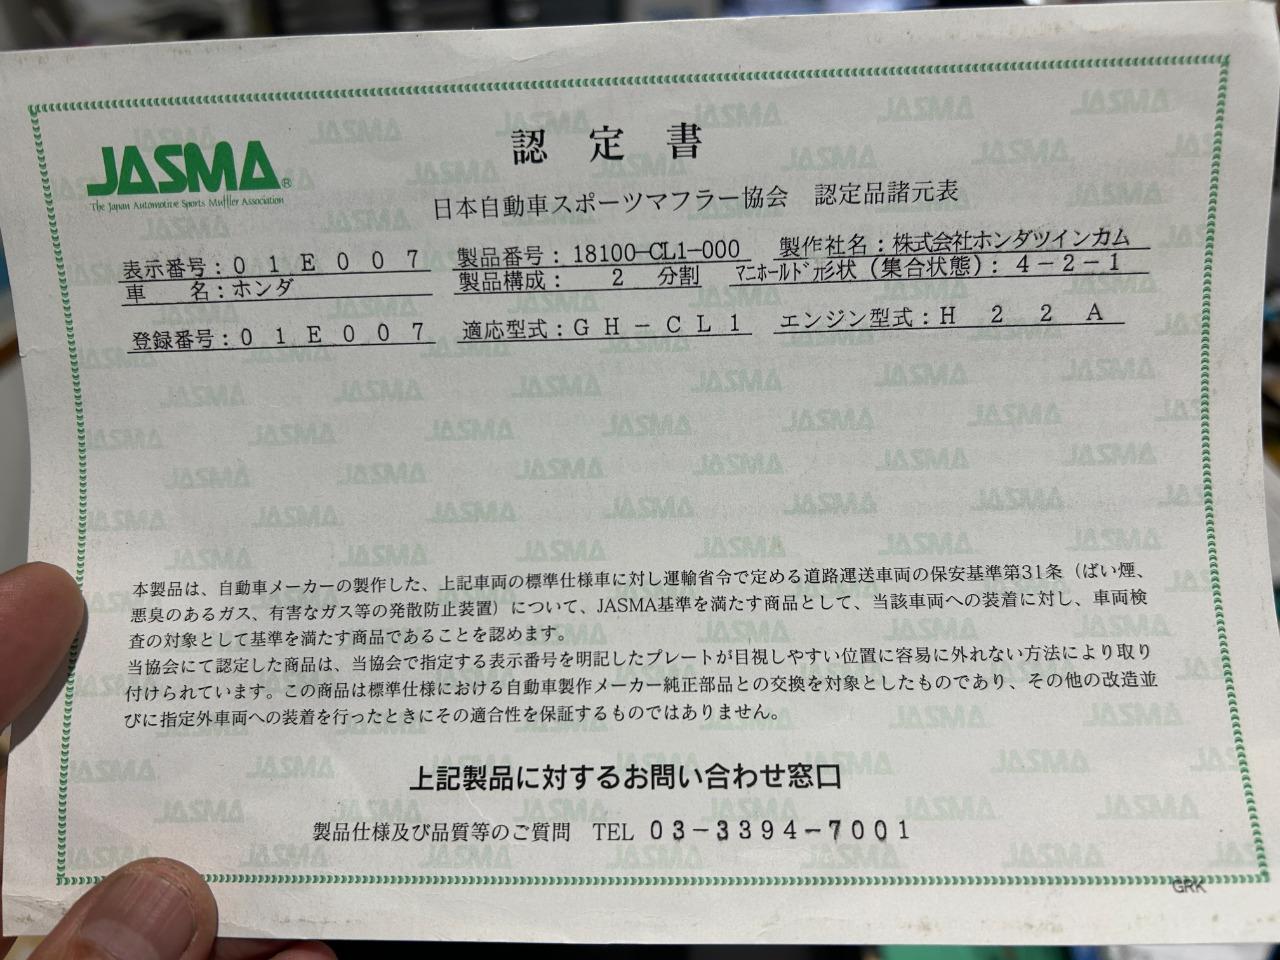 JASMA®
The Japan Automotive Sports Muffler Association
認定書
日本自動車スポーツマフラー協会 認定品諸元表
表示番号：01E007 製品番号：18100-CL1-000 製作社名：株式会社ホンダツインカム
車 名：ホンダ 製品構成： 2 分割 マニホールド形状（集合状態）：4－2－1
登録番号：01E007 適応型式：GH－CL1 エンジン型式：H22A
本製品は、自動車メーカーの製作した、上記車両の標準仕様車に対し運輸省令で定める道路運送車両の保安基準第31条（ばい煙、
悪臭のあるガス、有害なガス等の発散防止装置）について、JASMA基準を満たす商品として、当該車両への装着に対し、車両検
査の対象として基準を満たす商品であることを認めます。
当協会にて認定した商品は、当協会で指定する表示番号を明記したプレートが目視しやすい位置に容易に外れない方法により取り
付けられています。この商品は標準仕様における自動車製作メーカー純正部品との交換を対象としたものであり、その他の改造並
びに指定外車両への装着を行ったときにその適合性を保証するものではありません。
上記製品に対するお問い合わせ窓口
製品仕様及び品質等のご質問 TEL 03-3394-7001
GRK